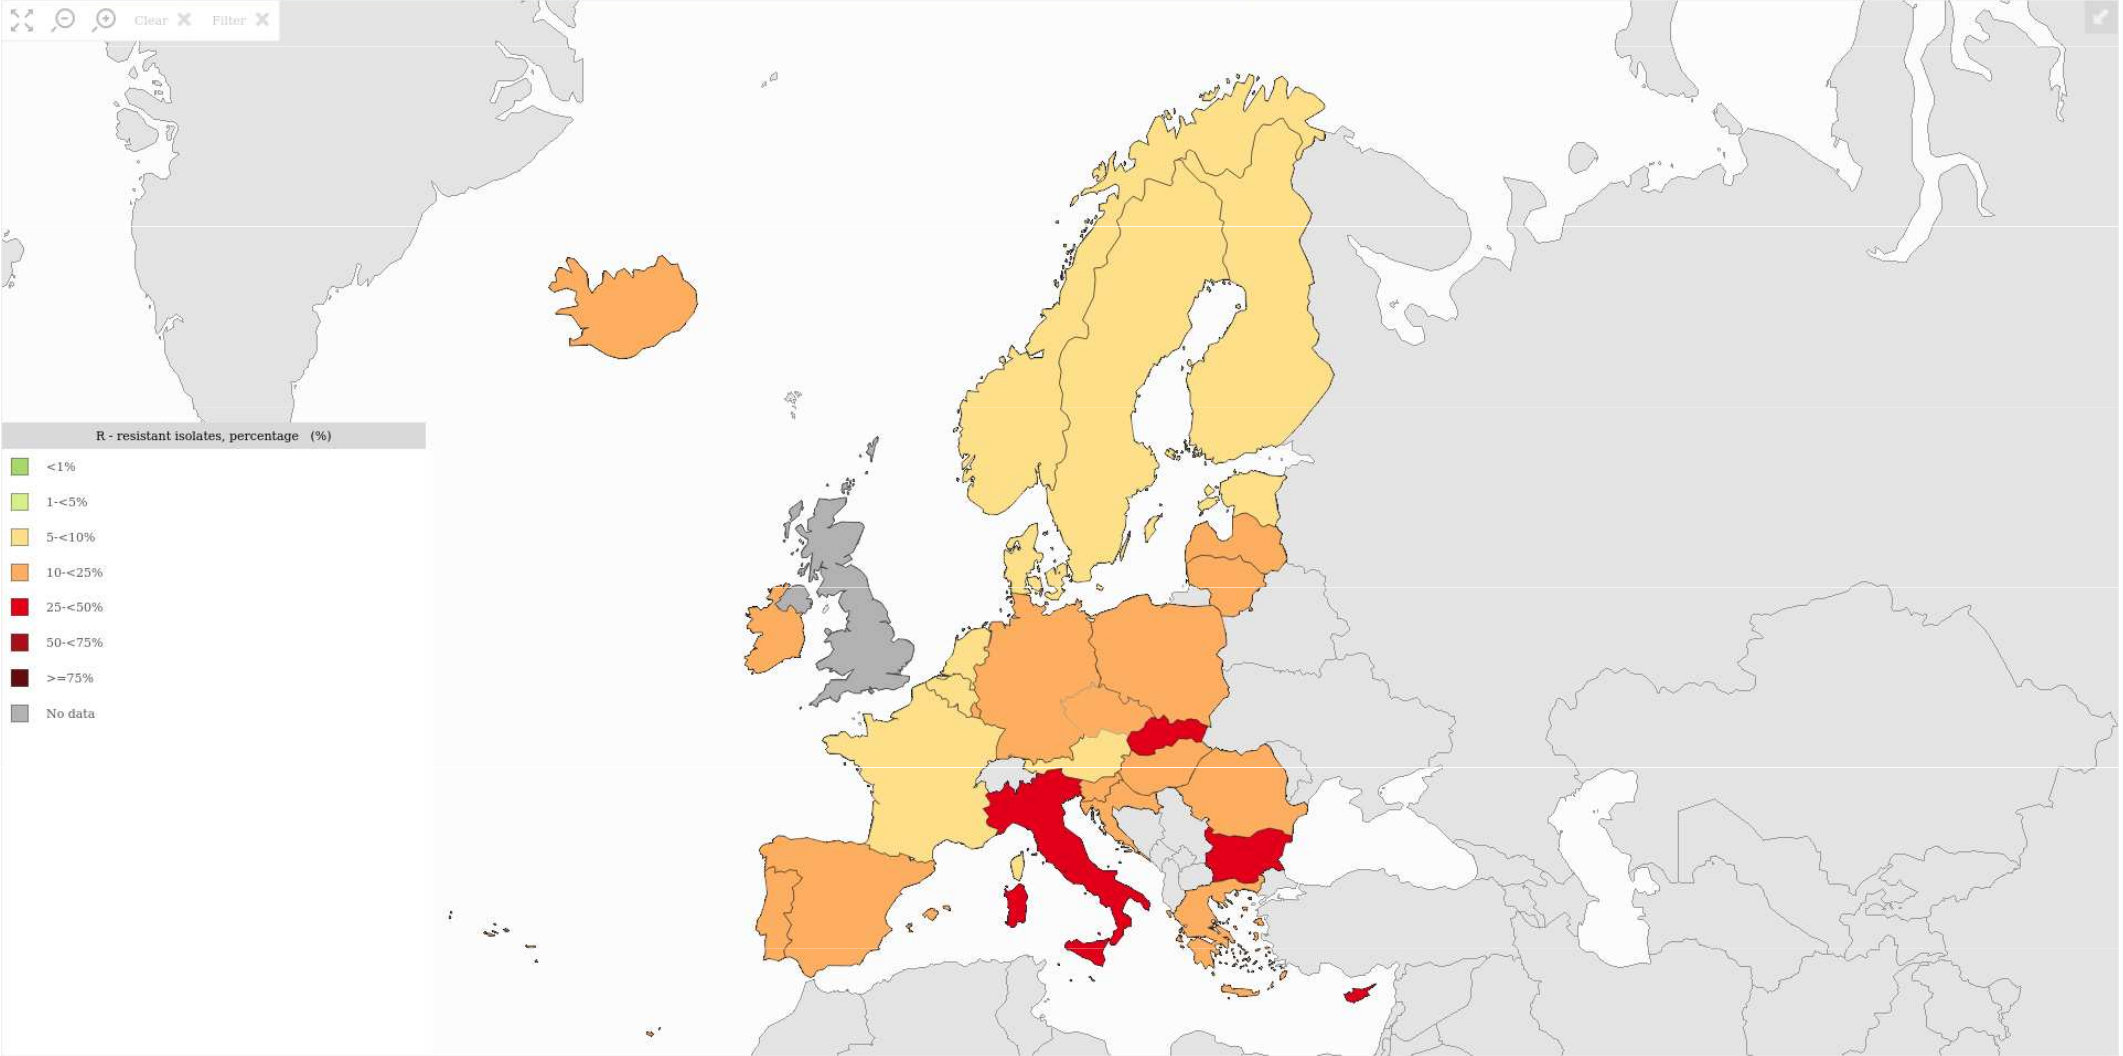 Clear Filter
R - resistant isolates, percentage (%)
<1%
1-<5%
5-<10%
10-<25%
25-<50%
50-<75%
>=75%
No data